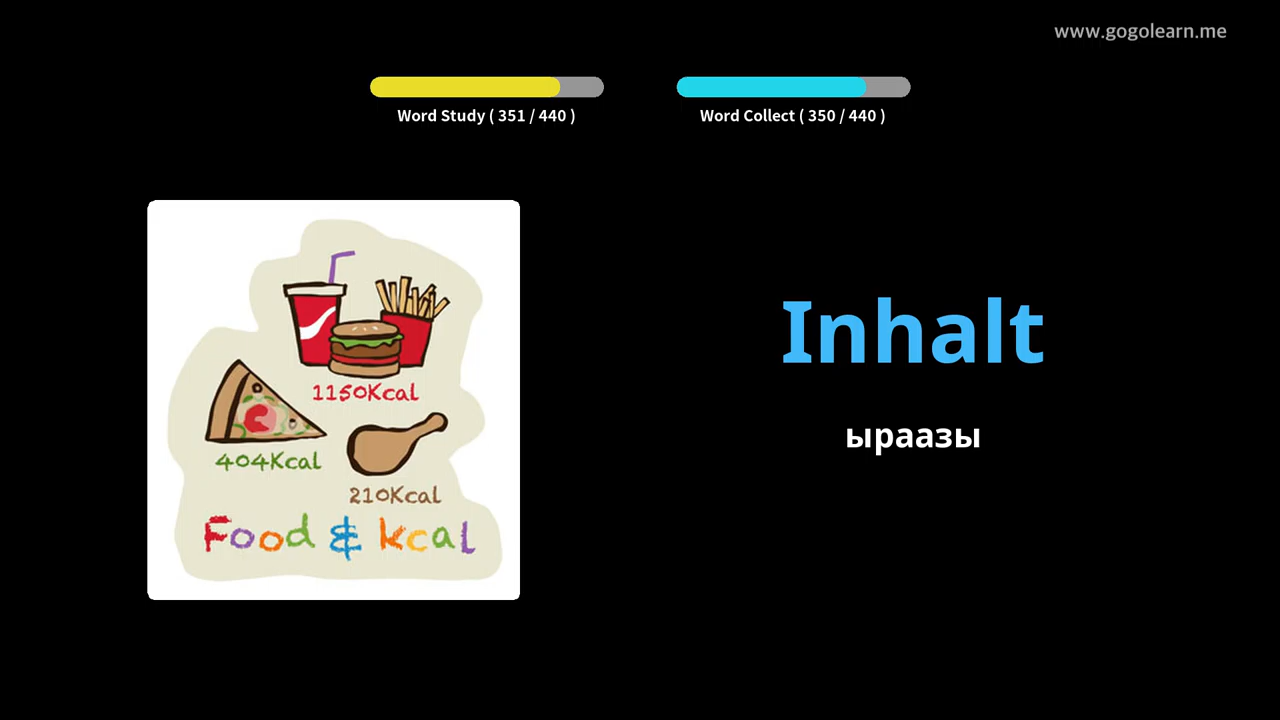 www.gogolearn.me
Word Study ( 351 / 440 )
Word Collect ( 350 / 440 )
1150Kcal
404Kcal
210Kcal
Food & kcal
Inhalt
ыраазы